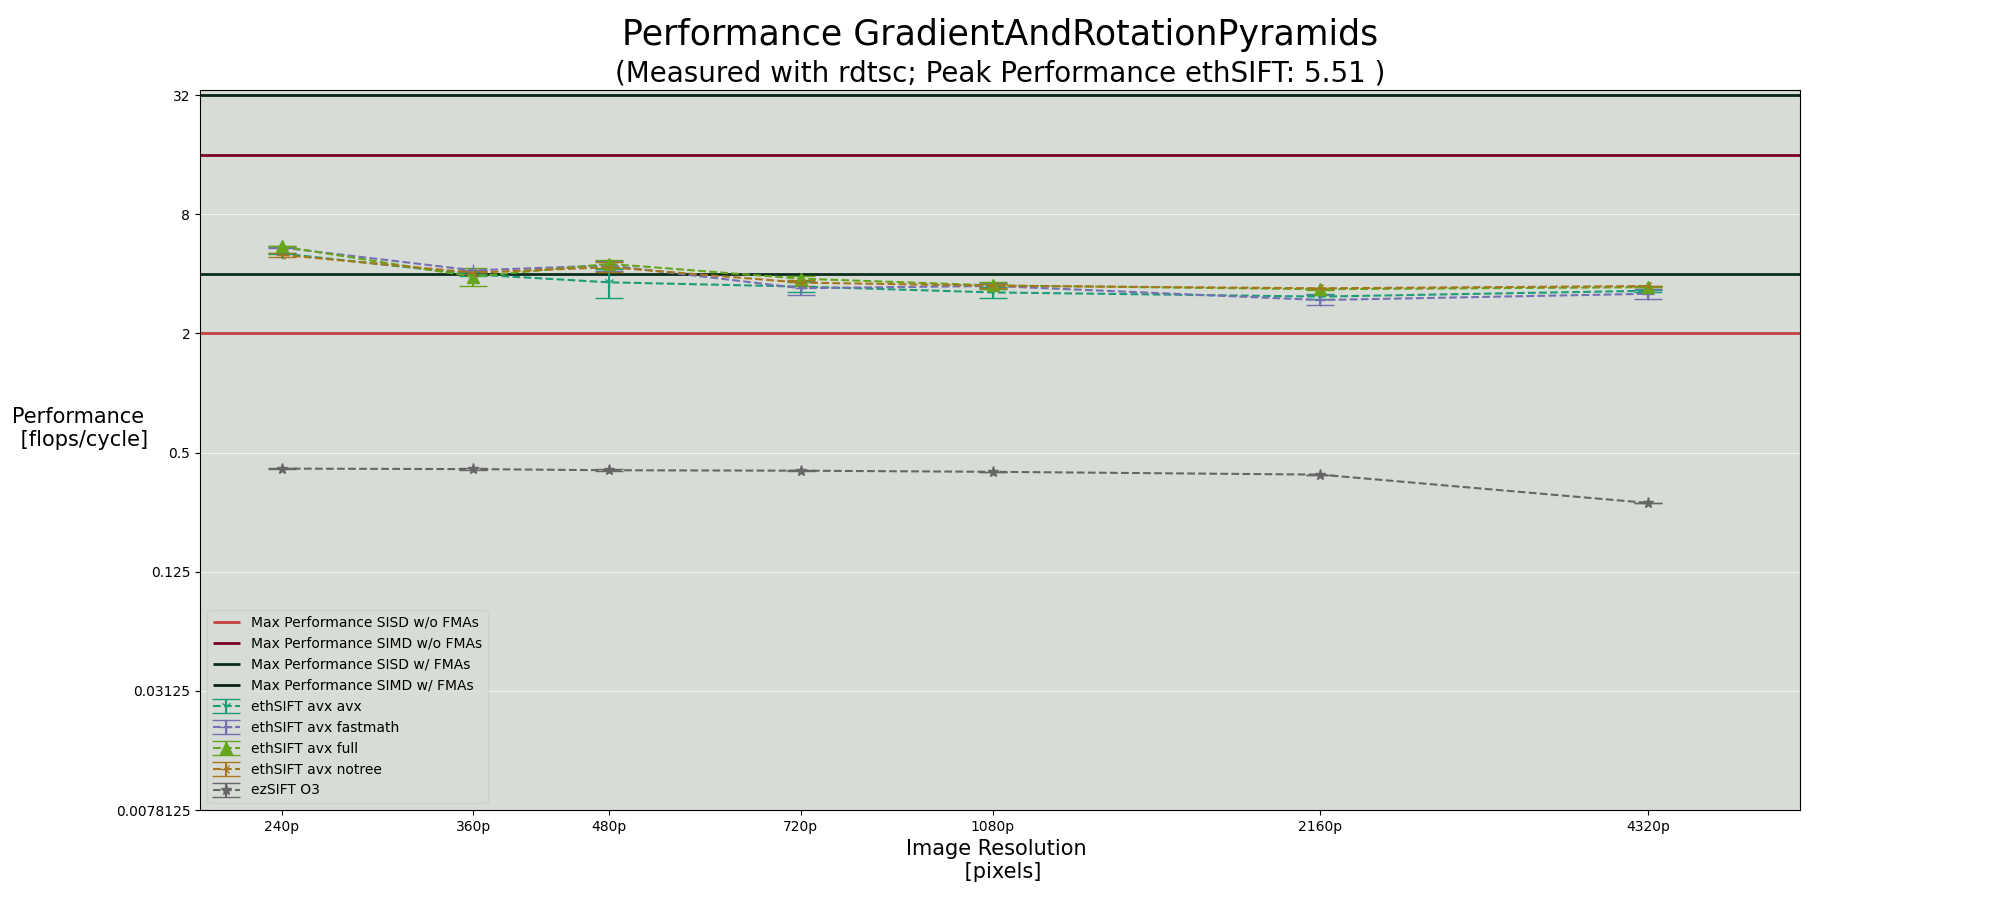 Performance GradientAndRotationPyramids
(Measured with rdtsc; Peak Performance ethSIFT: 5.51 )
32
8
2
0.5
0.125
0.03125
0.0078125
Performance
[flops/cycle]
Max Performance SISD w/o FMAs
Max Performance SIMD w/o FMAs
Max Performance SISD w/ FMAs
Max Performance SIMD w/ FMAs
ethSIFT avx avx
ethSIFT avx fastmath
ethSIFT avx full
ethSIFT avx notree
ezSIFT O3
240p 360p 480p 720p 1080p 2160p 4320p
Image Resolution
[pixels]